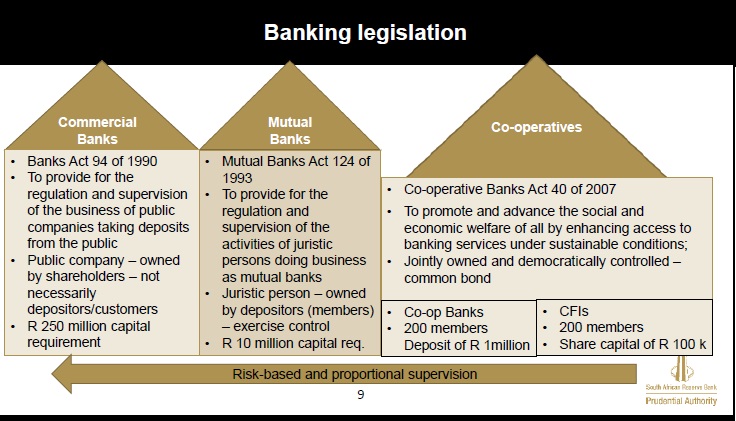 Banking legislation
Commercial
Banks
• Banks Act 94 of 1990
• To provide for the
regulation and supervision
of the business of public
companies taking deposits
from the public
• Public company – owned
by shareholders – not
necessarily
depositors/customers
• R 250 million capital
requirement
Mutual
Banks
• Mutual Banks Act 124 of
1993
• To provide for the
regulation and
supervision of the
activities of juristic
persons doing business
as mutual banks
• Juristic person – owned
by depositors (members)
– exercise control
• R 10 million capital req.
Co-operatives
• Co-operative Banks Act 40 of 2007
• To promote and advance the social and
economic welfare of all by enhancing access to
banking services under sustainable conditions;
• Jointly owned and democratically controlled –
common bond
• Co-op Banks
• 200 members
Deposit of R 1million
• CFIs
• 200 members
• Share capital of R 100 k
Risk-based and proportional supervision
9
South African Reserve Bank
Prudential Authority